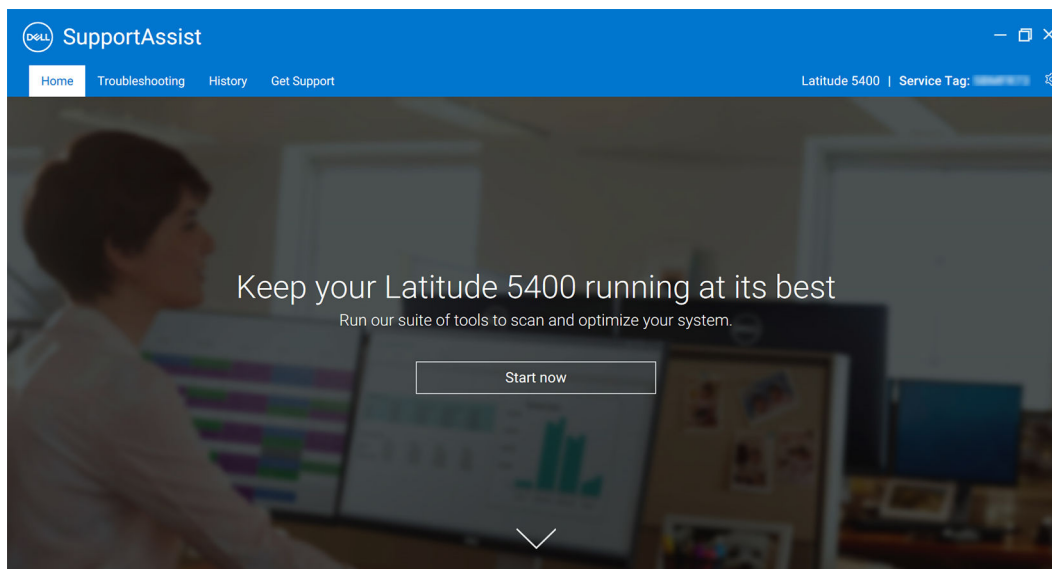 DELL SupportAssist
Home Troubleshooting History Get Support Latitude 5400 | Service Tag:
Keep your Latitude 5400 running at its best
Run our suite of tools to scan and optimize your system.
Start now